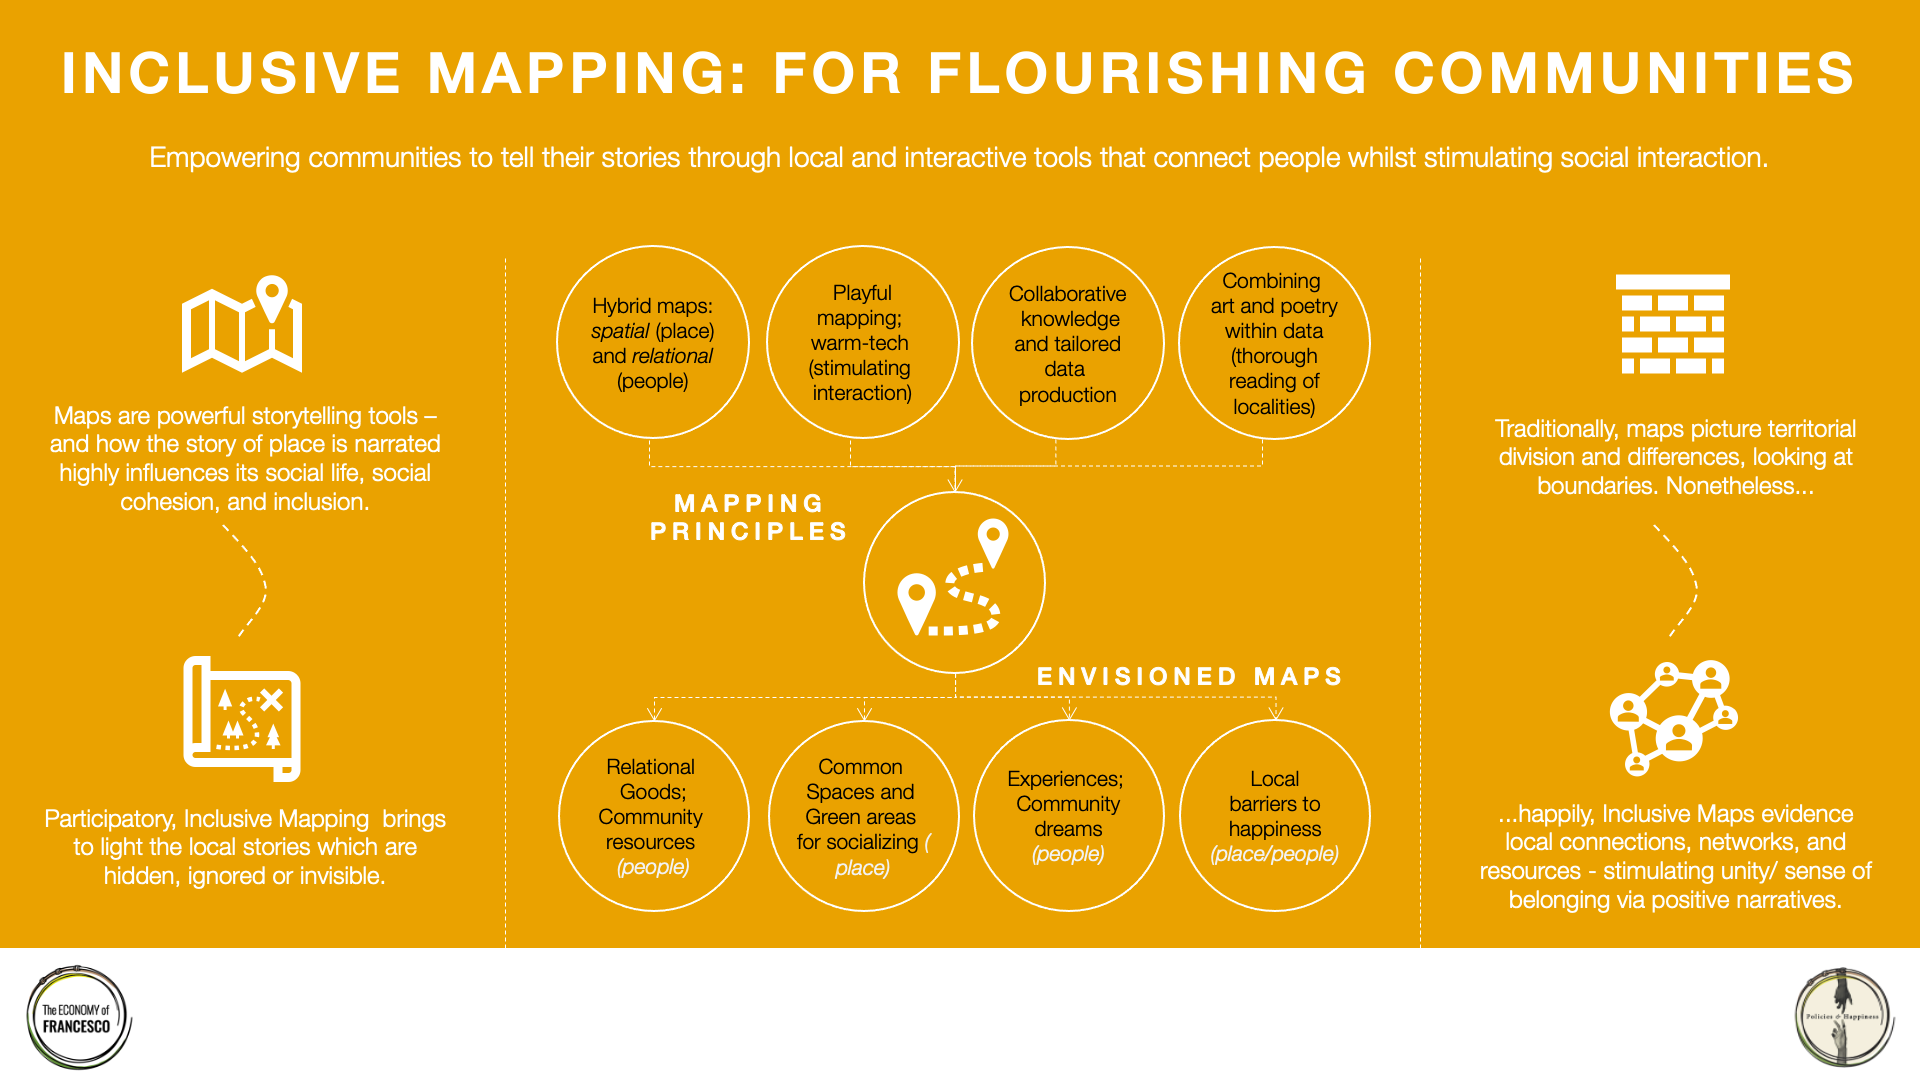 INCLUSIVE MAPPING: FOR FLOURISHING COMMUNITIES
Empowering communities to tell their stories through local and interactive tools that connect people whilst stimulating social interaction.
Maps are powerful storytelling tools –
and how the story of place is narrated
highly influences its social life, social
cohesion, and inclusion.
Participatory, Inclusive Mapping  brings
to light the local stories which are
hidden, ignored or invisible.
Hybrid maps:
spatial (place)
and relational
(people)
Playful
mapping;
warm-tech
(stimulating
interaction)
Collaborative
knowledge
and tailored
data
production
Combining
art and poetry
within data
(thorough
reading of
localities)
MAPPING
PRINCIPLES
ENVISIONED MAPS
Relational
Goods;
Community
resources
(people)
Common
Spaces and
Green areas
for socializing (
place)
Experiences;
Community
dreams
(people)
Local
barriers to
happiness
(place/people)
Traditionally, maps picture territorial
division and differences, looking at
boundaries. Nonetheless...
...happily, Inclusive Maps evidence
local connections, networks, and
resources - stimulating unity/ sense of
belonging via positive narratives.
The ECONOMY of
FRANCESCO
Policies & Happiness